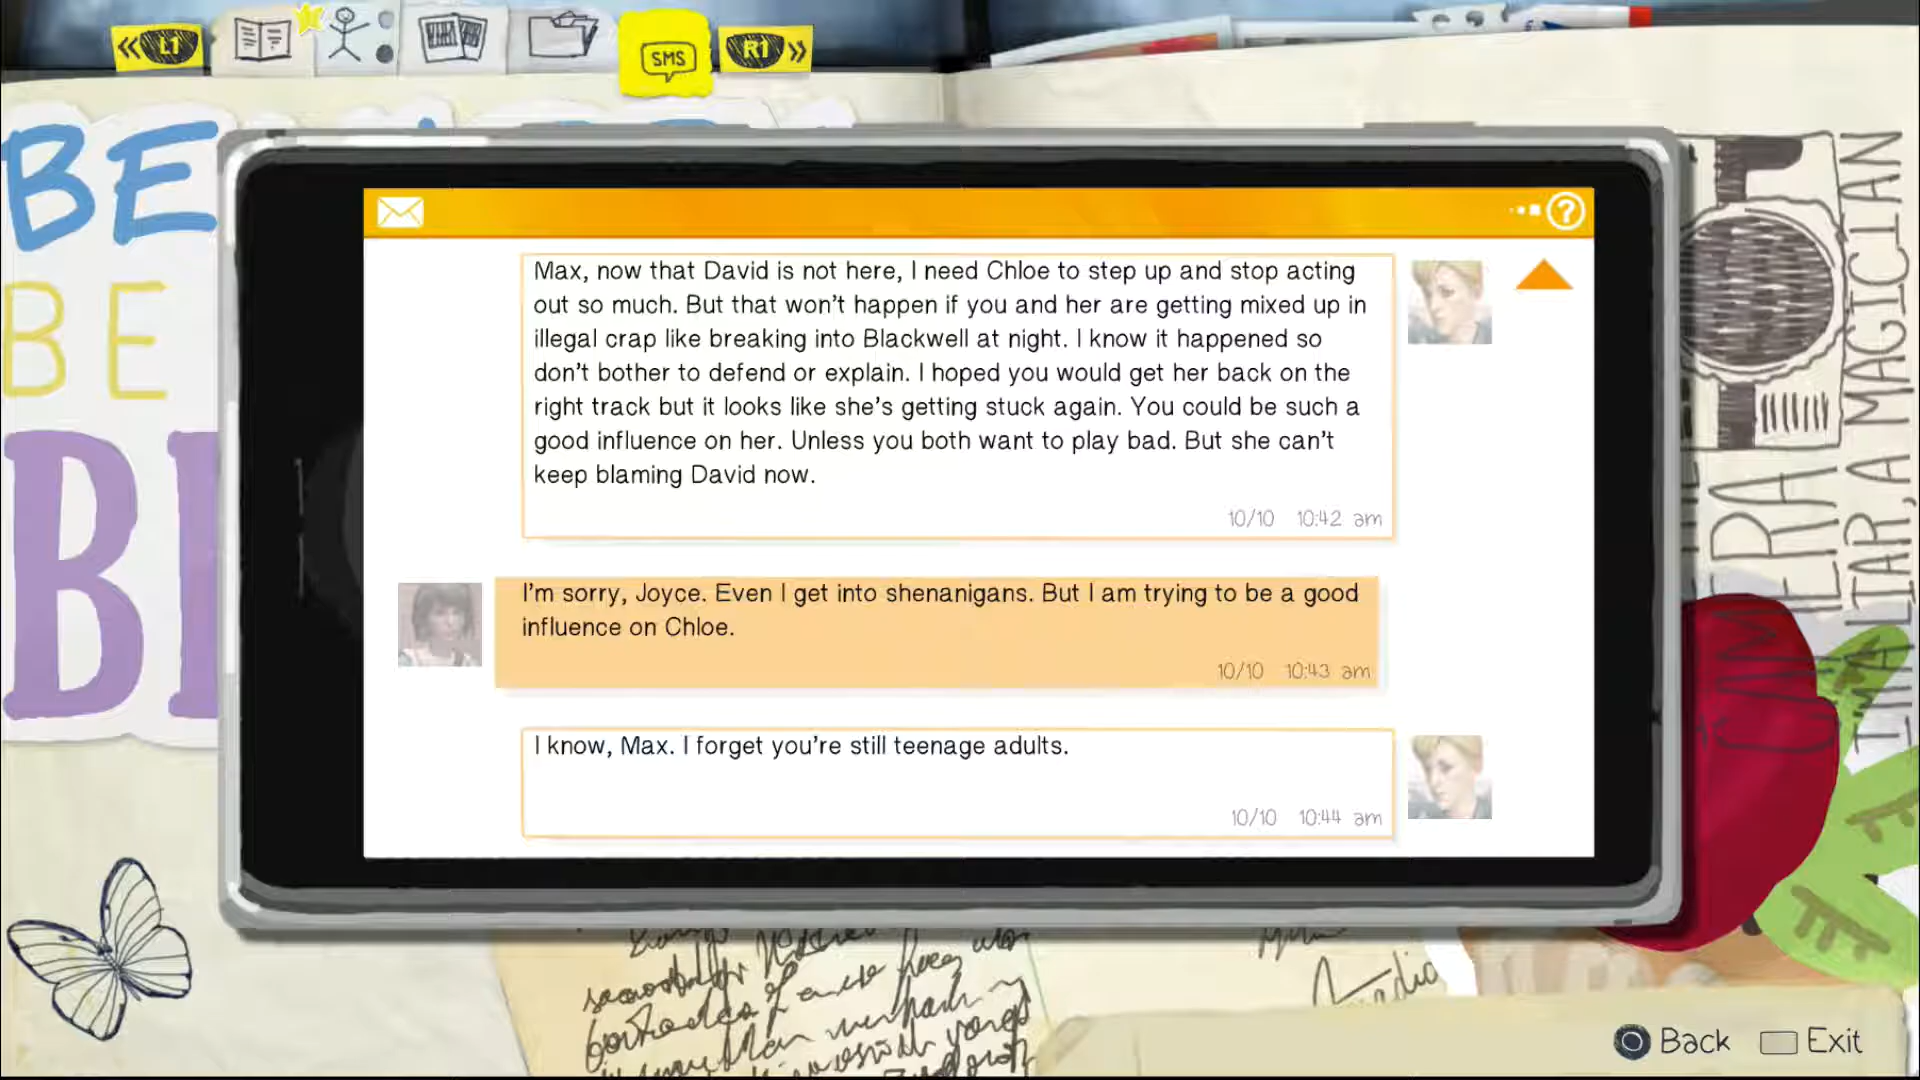 L1
SMS
R1
BE
BE
Max, now that David is not here, I need Chloe to step up and stop acting
out so much. But that won't happen if you and her are getting mixed up in
illegal crap like breaking into Blackwell at night. I know it happened so
don't bother to defend or explain. I hoped you would get her back on the
right track but it looks like she's getting stuck again. You could be such a
good influence on her. Unless you both want to play bad. But she can't
keep blaming David now.
10/10 10:42 am
I'm sorry, Joyce. Even I get into shenanigans. But I am trying to be a good
influence on Chloe.
10/10 10:43 am
I know, Max. I forget you're still teenage adults.
10/10 10:44 am
A MAGICIAN
LIAR,
Back Exit